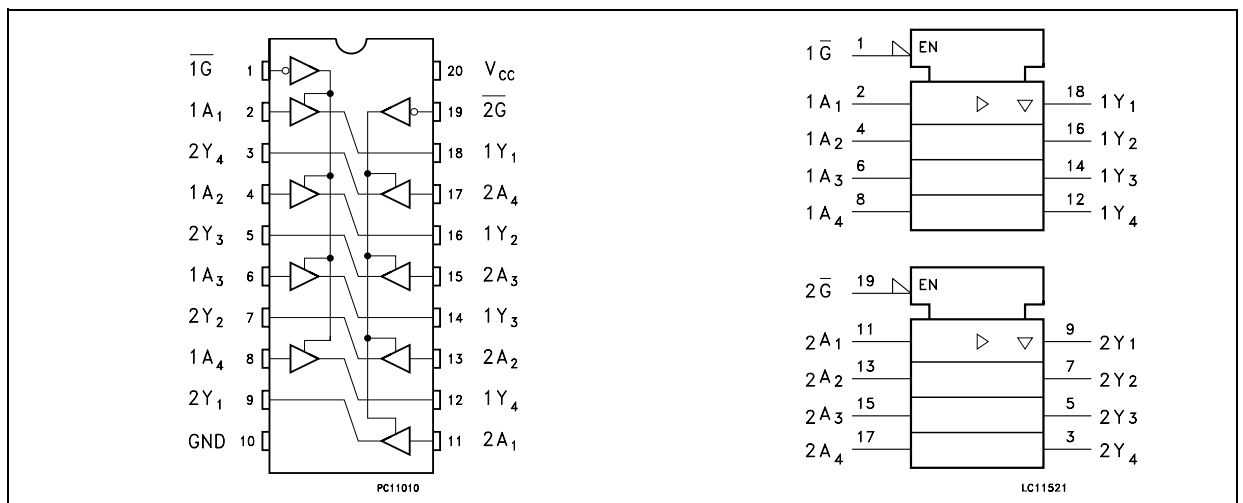 1G̅ 1
1A₁ 2
2Y₄ 3
1A₂ 4
2Y₃ 5
1A₃ 6
2Y₂ 7
1A₄ 8
2Y₁ 9
GND 10
20 V_CC
19 2G̅
18 1Y₁
17 2A₄
16 1Y₂
15 2A₃
14 1Y₃
13 2A₂
12 1Y₄
11 2A₁
PC11010
1G̅ 1 EN
1A₁ 2 18 1Y₁
1A₂ 4 16 1Y₂
1A₃ 6 14 1Y₃
1A₄ 8 12 1Y₄
2G̅ 19 EN
2A₁ 11 9 2Y₁
2A₂ 13 7 2Y₂
2A₃ 15 5 2Y₃
2A₄ 17 3 2Y₄
LC11521